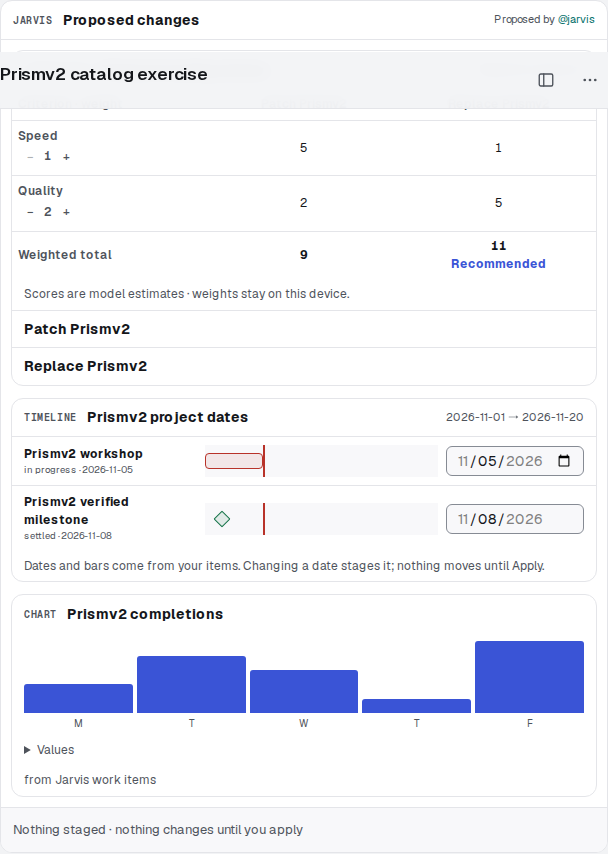 JARVIS Proposed changes Proposed by @jarvis
Prismv2 catalog exercise
Speed
− 1 + 5 1
Quality
− 2 + 2 5
Weighted total 9 11
Recommended
Scores are model estimates · weights stay on this device.
Patch Prismv2
Replace Prismv2
TIMELINE Prismv2 project dates 2026-11-01 → 2026-11-20
Prismv2 workshop
in progress · 2026-11-05
11/05/2026
Prismv2 verified
milestone
settled · 2026-11-08
11/08/2026
Dates and bars come from your items. Changing a date stages it; nothing moves until Apply.
CHART Prismv2 completions
M T W T F
Values
from Jarvis work items
Nothing staged · nothing changes until you apply